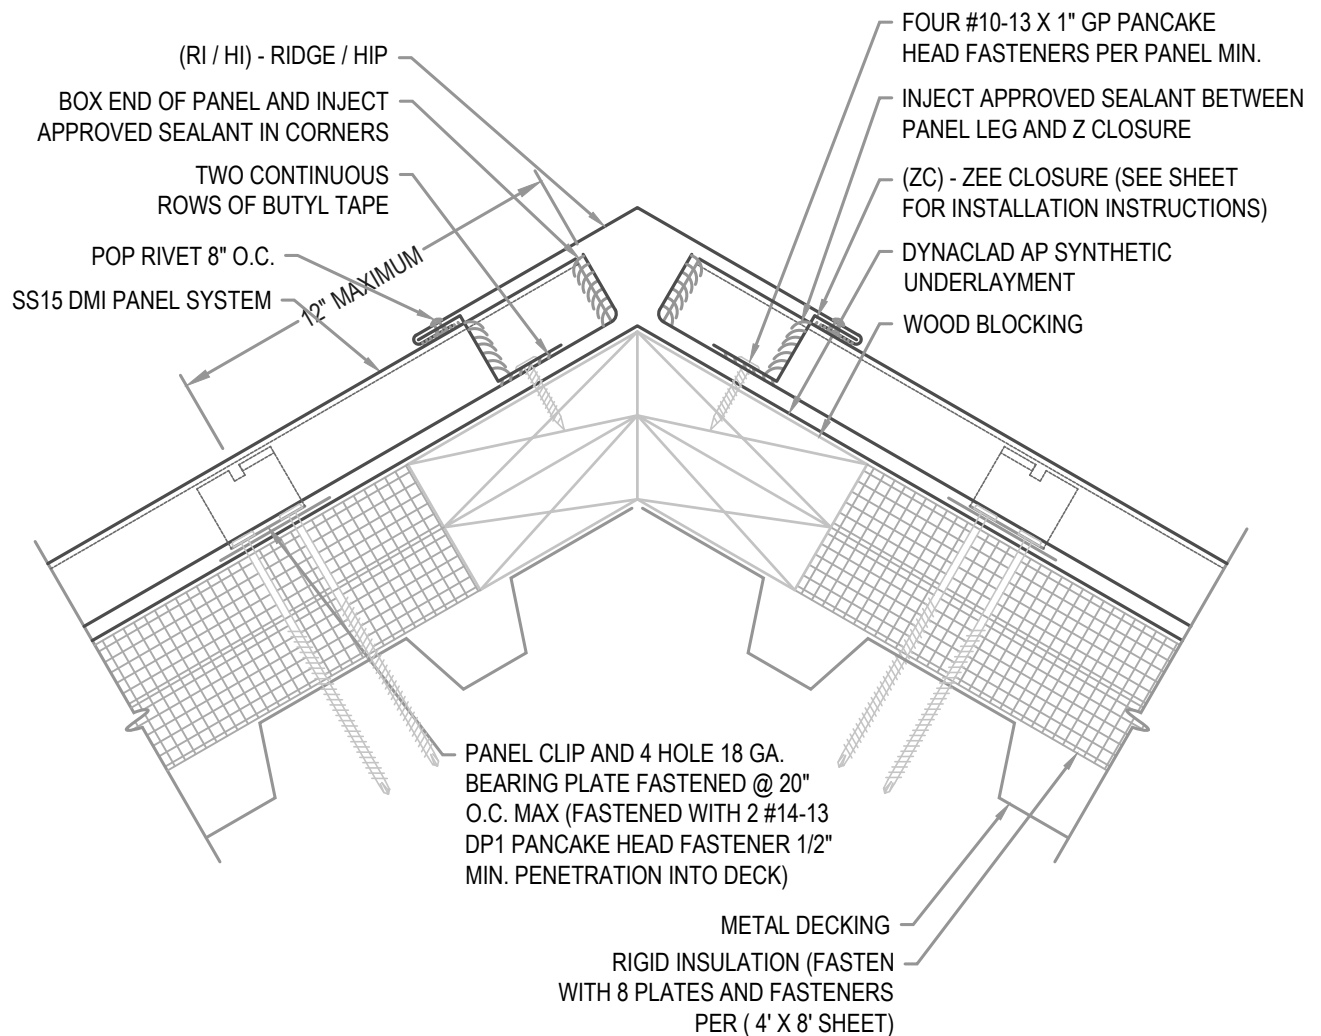 (RI / HI) - RIDGE / HIP
BOX END OF PANEL AND INJECT
APPROVED SEALANT IN CORNERS
TWO CONTINUOUS
ROWS OF BUTYL TAPE
POP RIVET 8" O.C.
SS15 DMI PANEL SYSTEM
12" MAXIMUM
FOUR #10-13 X 1" GP PANCAKE
HEAD FASTENERS PER PANEL MIN.
INJECT APPROVED SEALANT BETWEEN
PANEL LEG AND Z CLOSURE
(ZC) - ZEE CLOSURE (SEE SHEET
FOR INSTALLATION INSTRUCTIONS)
DYNACLAD AP SYNTHETIC
UNDERLAYMENT
WOOD BLOCKING
PANEL CLIP AND 4 HOLE 18 GA.
BEARING PLATE FASTENED @ 20"
O.C. MAX (FASTENED WITH 2 #14-13
DP1 PANCAKE HEAD FASTENER 1/2"
MIN. PENETRATION INTO DECK)
METAL DECKING
RIGID INSULATION (FASTEN
WITH 8 PLATES AND FASTENERS
PER ( 4' X 8' SHEET)